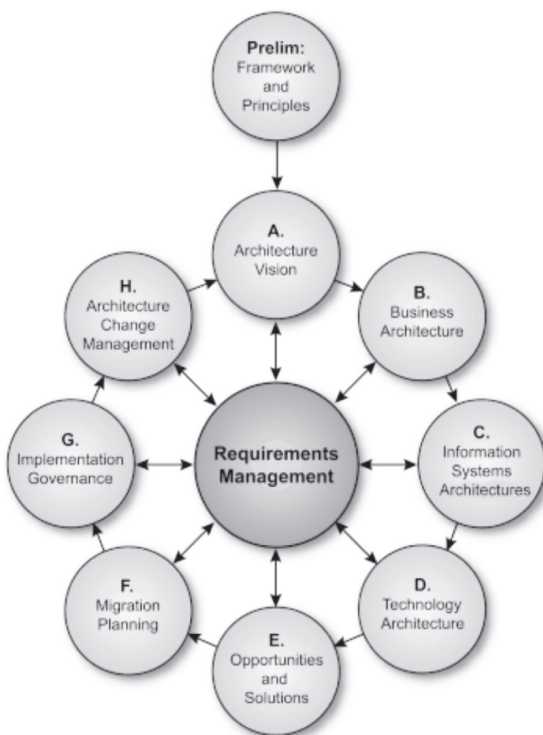 Prelim:
Framework
and
Principles
A.
Architecture
Vision
B.
Business
Architecture
C.
Information
Systems
Architectures
D.
Technology
Architecture
E.
Opportunities
and
Solutions
F.
Migration
Planning
G.
Implementation
Governance
H.
Architecture
Change
Management
Requirements
Management